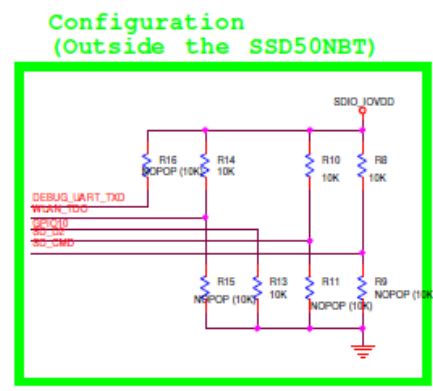 Configuration
(Outside the SSD50NBT)
SDIO_IOVDD
R16
NOPOP (10K)
R14
10K
R10
10K
R8
10K
DEBUG_UART_TXD
WLAN_TDO
GPIO10
SD_D2
SD_CMD
R15
NOPOP (10K)
R13
10K
R11
NOPOP (10K)
R9
NOPOP (10K)